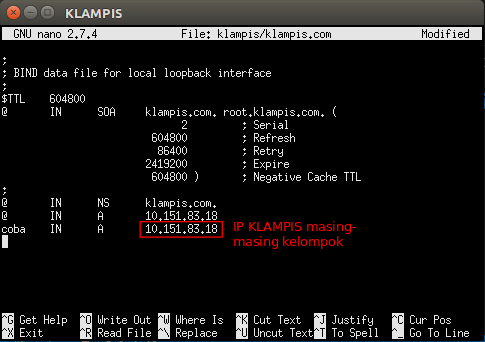 KLAMPIS
GNU nano 2.7.4 File: klampis/klampis.com Modified
;
; BIND data file for local loopback interface
;
$TTL 604800
@ IN SOA klampis.com. root.klampis.com. (
2 ; Serial
604800 ; Refresh
86400 ; Retry
2419200 ; Expire
604800 ) ; Negative Cache TTL
;
@ IN NS klampis.com.
@ IN A 10.151.83.18
coba IN A 10.151.83.18
IP KLAMPIS masing-
masing kelompok
^G Get Help ^O Write Out ^W Where Is ^K Cut Text ^J Justify ^C Cur Pos
^X Exit ^R Read File ^\ Replace ^U Uncut Text ^T To Spell ^_ Go To Line